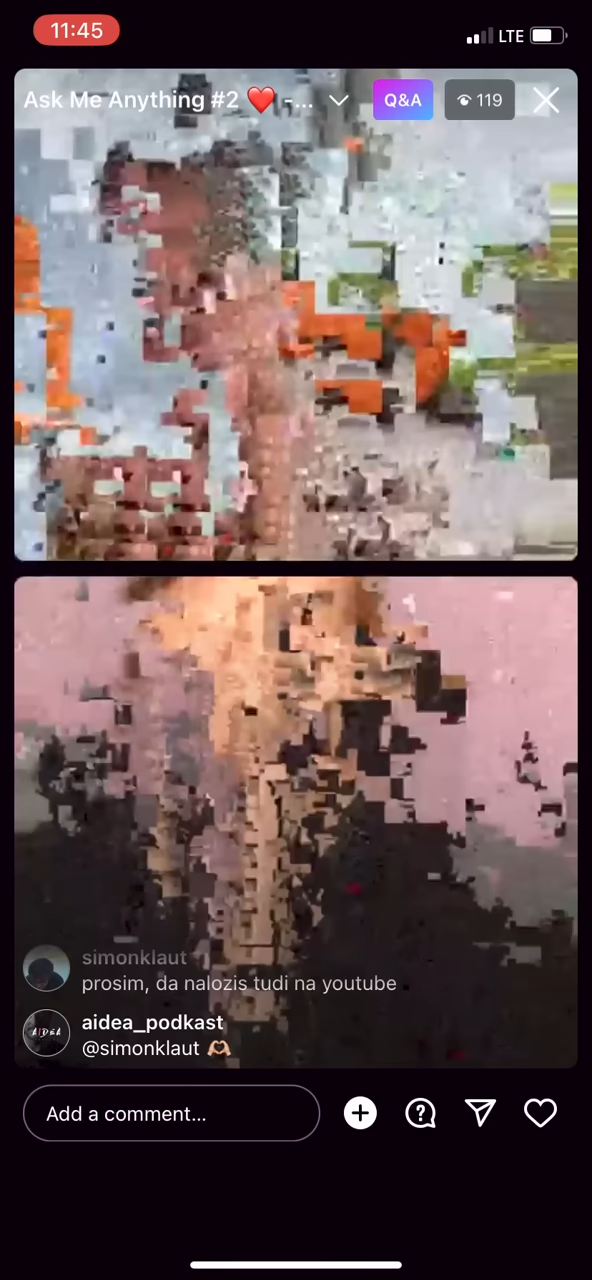 11:45
LTE
Ask Me Anything #2 ❤️ -...
Q&A
119
simonklaut
prosim, da nalozis tudi na youtube
AIDEA
aidea_podkast
@simonklaut 🫶🏼
Add a comment...